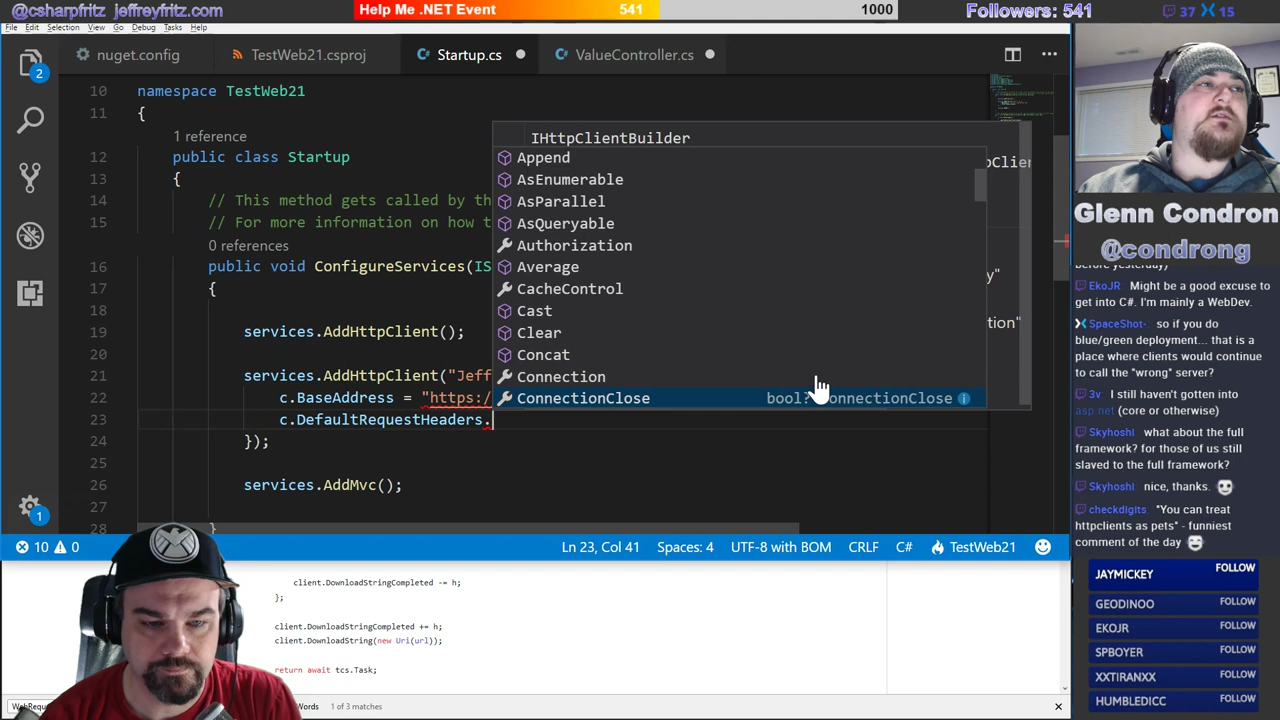 @csharpfritz jeffreyfritz.com
Help Me .NET Event 541 1000
Followers: 541 37 15
File Edit Selection View Go Debug Tasks Help
nuget.config TestWeb21.csproj Startup.cs ValueController.cs
2
10 namespace TestWeb21
11 {
1 reference
12 public class Startup
13 {
14 // This method gets called by th
15 // For more information on how t
0 references
16 public void ConfigureServices(IS
17 {
18
19 services.AddHttpClient();
20
21 services.AddHttpClient("Jeff
22 c.BaseAddress = "https:/
23 c.DefaultRequestHeaders.
24 });
25
26 services.AddMvc();
27
28 }
IHttpClientBuilder
Append
AsEnumerable
AsParallel
AsQueryable
Authorization
Average
CacheControl
Cast
Clear
Concat
Connection
ConnectionClose bool? ConnectionClose
pClien
y"
tion"
1
10 0 Ln 23, Col 41 Spaces: 4 UTF-8 with BOM CRLF C# TestWeb21
client.DownloadStringCompleted -= h;
};
client.DownloadStringCompleted += h;
client.DownloadString(new Uri(url));
return await tcs.Task;
WebRequ
Words 1 of 3 matches
Glenn Condron
@condrong
before yesterday)
EkoJR Might be a good excuse to
get into C#. I'm mainly a WebDev.
SpaceShot- so if you do
blue/green deployment... that is a
place where clients would continue
to call the "wrong" server?
3v I still haven't gotten into
asp.net (core or otherwise)
Skyhoshi what about the full
framework? for those of us still
slaved to the full framework?
Skyhoshi nice, thanks.
checkdigits "You can treat
httpclients as pets" - funniest
comment of the day
JAYMICKEY FOLLOW
GEODINOO FOLLOW
EKOJR FOLLOW
SPBOYER FOLLOW
XXTIRANXX FOLLOW
HUMBLEDICC FOLLOW